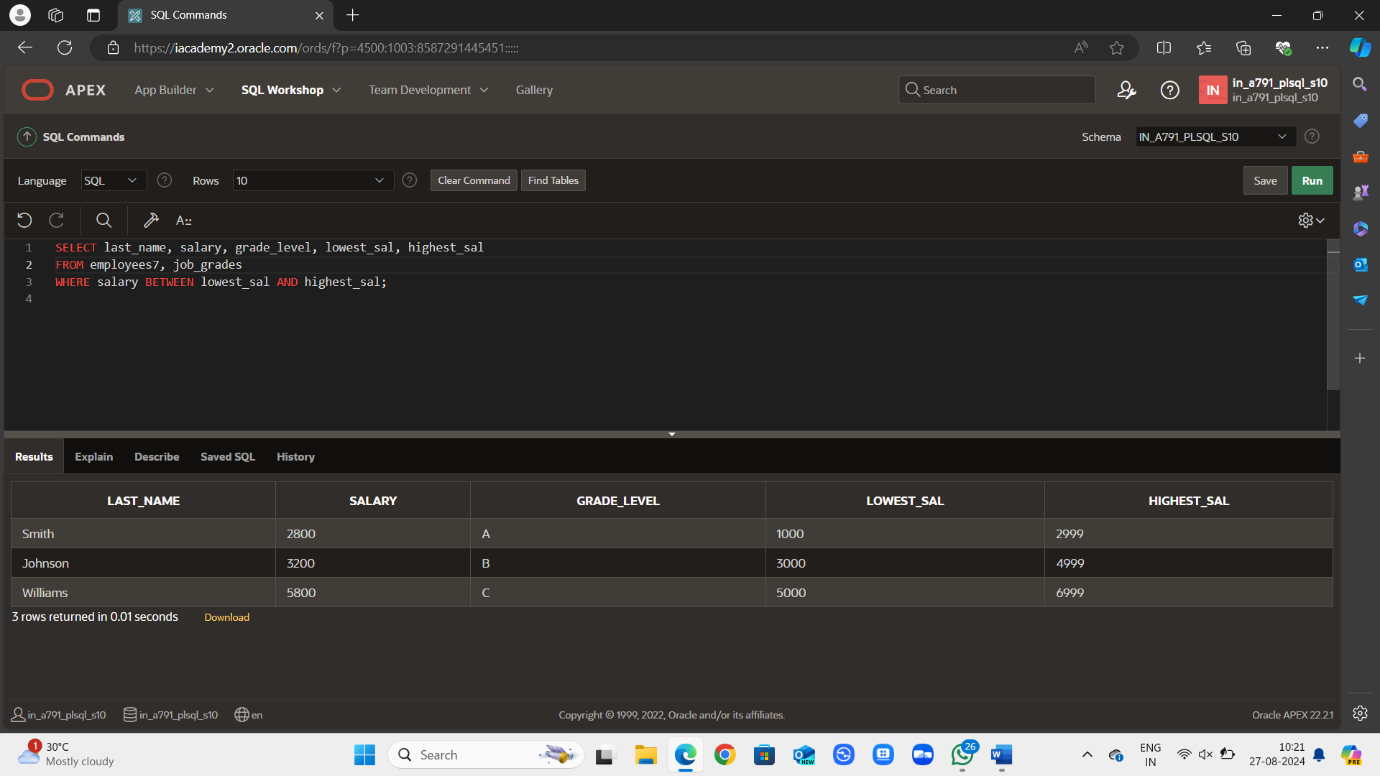 SQL Commands
https://iacademy2.oracle.com/ords/f?p=4500:1003:8587291445451:::::
APEX App Builder SQL Workshop Team Development Gallery Search IN in_a791_plsql_s10
in_a791_plsql_s10
SQL Commands Schema IN_A791_PLSQL_S10
Language SQL Rows 10 Clear Command Find Tables Save Run
A::
1 SELECT last_name, salary, grade_level, lowest_sal, highest_sal
2 FROM employees7, job_grades
3 WHERE salary BETWEEN lowest_sal AND highest_sal;
4
Results Explain Describe Saved SQL History
LAST_NAME SALARY GRADE_LEVEL LOWEST_SAL HIGHEST_SAL
Smith 2800 A 1000 2999
Johnson 3200 B 3000 4999
Williams 5800 C 5000 6999
3 rows returned in 0.01 seconds Download
in_a791_plsql_s10 in_a791_plsql_s10 en Copyright © 1999, 2022, Oracle and/or its affiliates. Oracle APEX 22.2.1
1 30°C
Mostly cloudy
Search
NEW
26
ENG
IN
10:21
27-08-2024
PRE